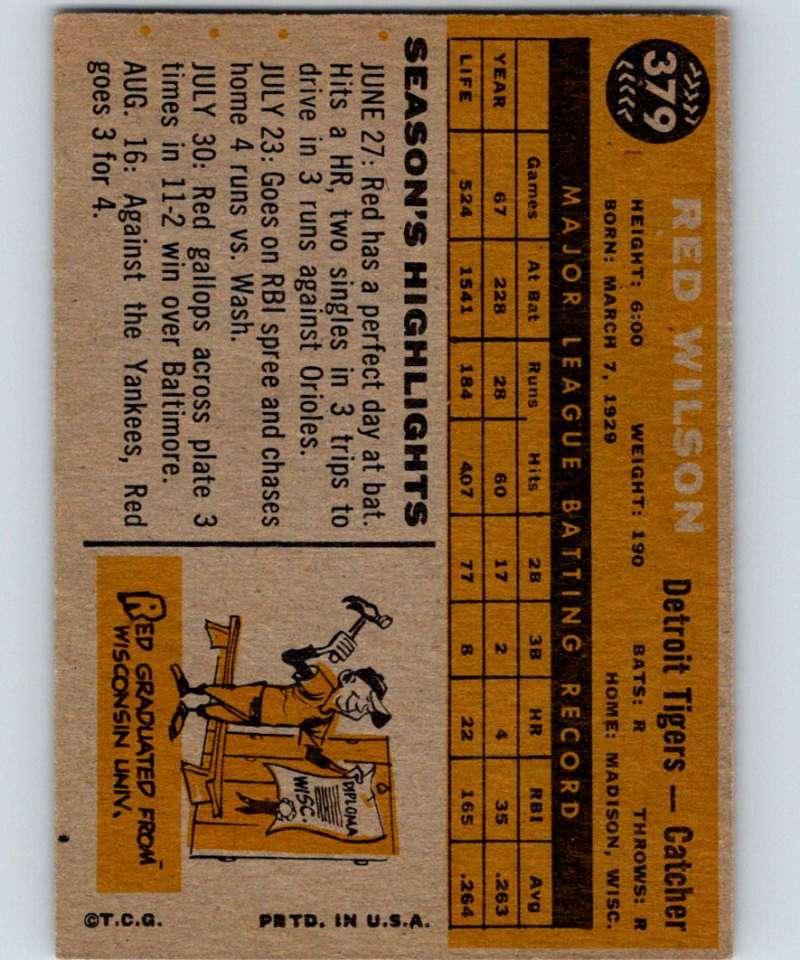 379
RED WILSON Detroit Tigers — Catcher
HEIGHT: 6:00 WEIGHT: 190 BATS: R THROWS: R
BORN: MARCH 7, 1929 HOME: MADISON, WISC.
MAJOR LEAGUE BATTING RECORD
Games At Bat Runs Hits 2B 3B HR RBI Avg
YEAR 67 228 28 60 17 2 4 35 .263
LIFE 524 1541 184 407 77 8 22 165 .264
SEASON'S HIGHLIGHTS
JUNE 27: Red has a perfect day at bat.
Hits a HR, two singles in 3 trips to
drive in 3 runs against Orioles.
JULY 23: Goes on RBI spree and chases
home 4 runs vs. Wash.
JULY 30: Red gallops across plate 3
times in 11-2 win over Baltimore.
AUG. 16: Against the Yankees, Red
goes 3 for 4.
DIPLOMA
WISC.
RED GRADUATED FROM
WISCONSIN UNIV.
©T.C.G. PRTD. IN U.S.A.